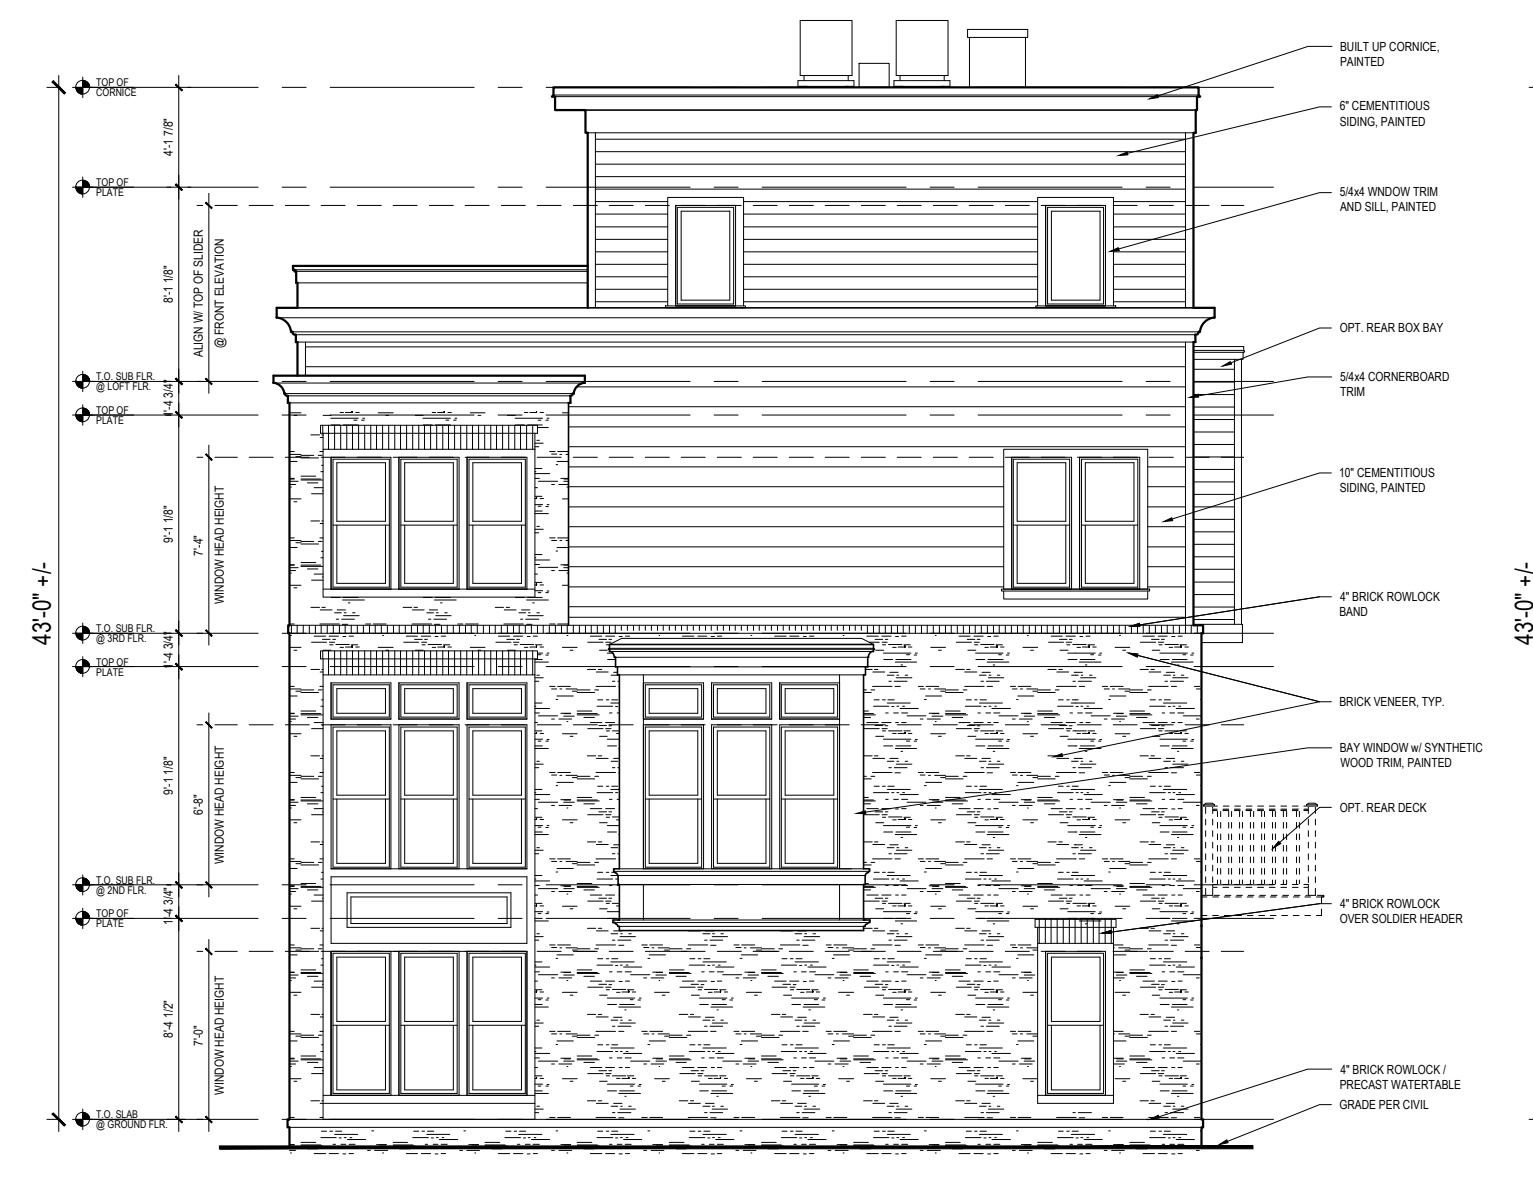 TOP OF
CORNICE
4'-1 7/8"
TOP OF
PLATE
8'-1 1/8"
ALIGN W/ TOP OF SLIDER
@ FRONT ELEVATION
T.O. SUB FLR.
@ LOFT FLR.
1'-4 3/4"
TOP OF
PLATE
9'-1 1/8"
7'-4"
WINDOW HEAD HEIGHT
43'-0" +/-
T.O. SUB FLR.
@ 3RD FLR.
1'-4 3/4"
TOP OF
PLATE
9'-1 1/8"
6'-8"
WINDOW HEAD HEIGHT
T.O. SUB FLR.
@ 2ND FLR.
1'-4 3/4"
TOP OF
PLATE
8'-4 1/2"
7'-0"
WINDOW HEAD HEIGHT
T.O. SLAB
@ GROUND FLR.
BUILT UP CORNICE,
PAINTED
6" CEMENTITIOUS
SIDING, PAINTED
5/4x4 WNDOW TRIM
AND SILL, PAINTED
OPT. REAR BOX BAY
5/4x4 CORNERBOARD
TRIM
10" CEMENTITIOUS
SIDING, PAINTED
4" BRICK ROWLOCK
BAND
BRICK VENEER, TYP.
BAY WINDOW w/ SYNTHETIC
WOOD TRIM, PAINTED
OPT. REAR DECK
4" BRICK ROWLOCK
OVER SOLDIER HEADER
4" BRICK ROWLOCK /
PRECAST WATERTABLE
GRADE PER CIVIL
43'-0" +/-